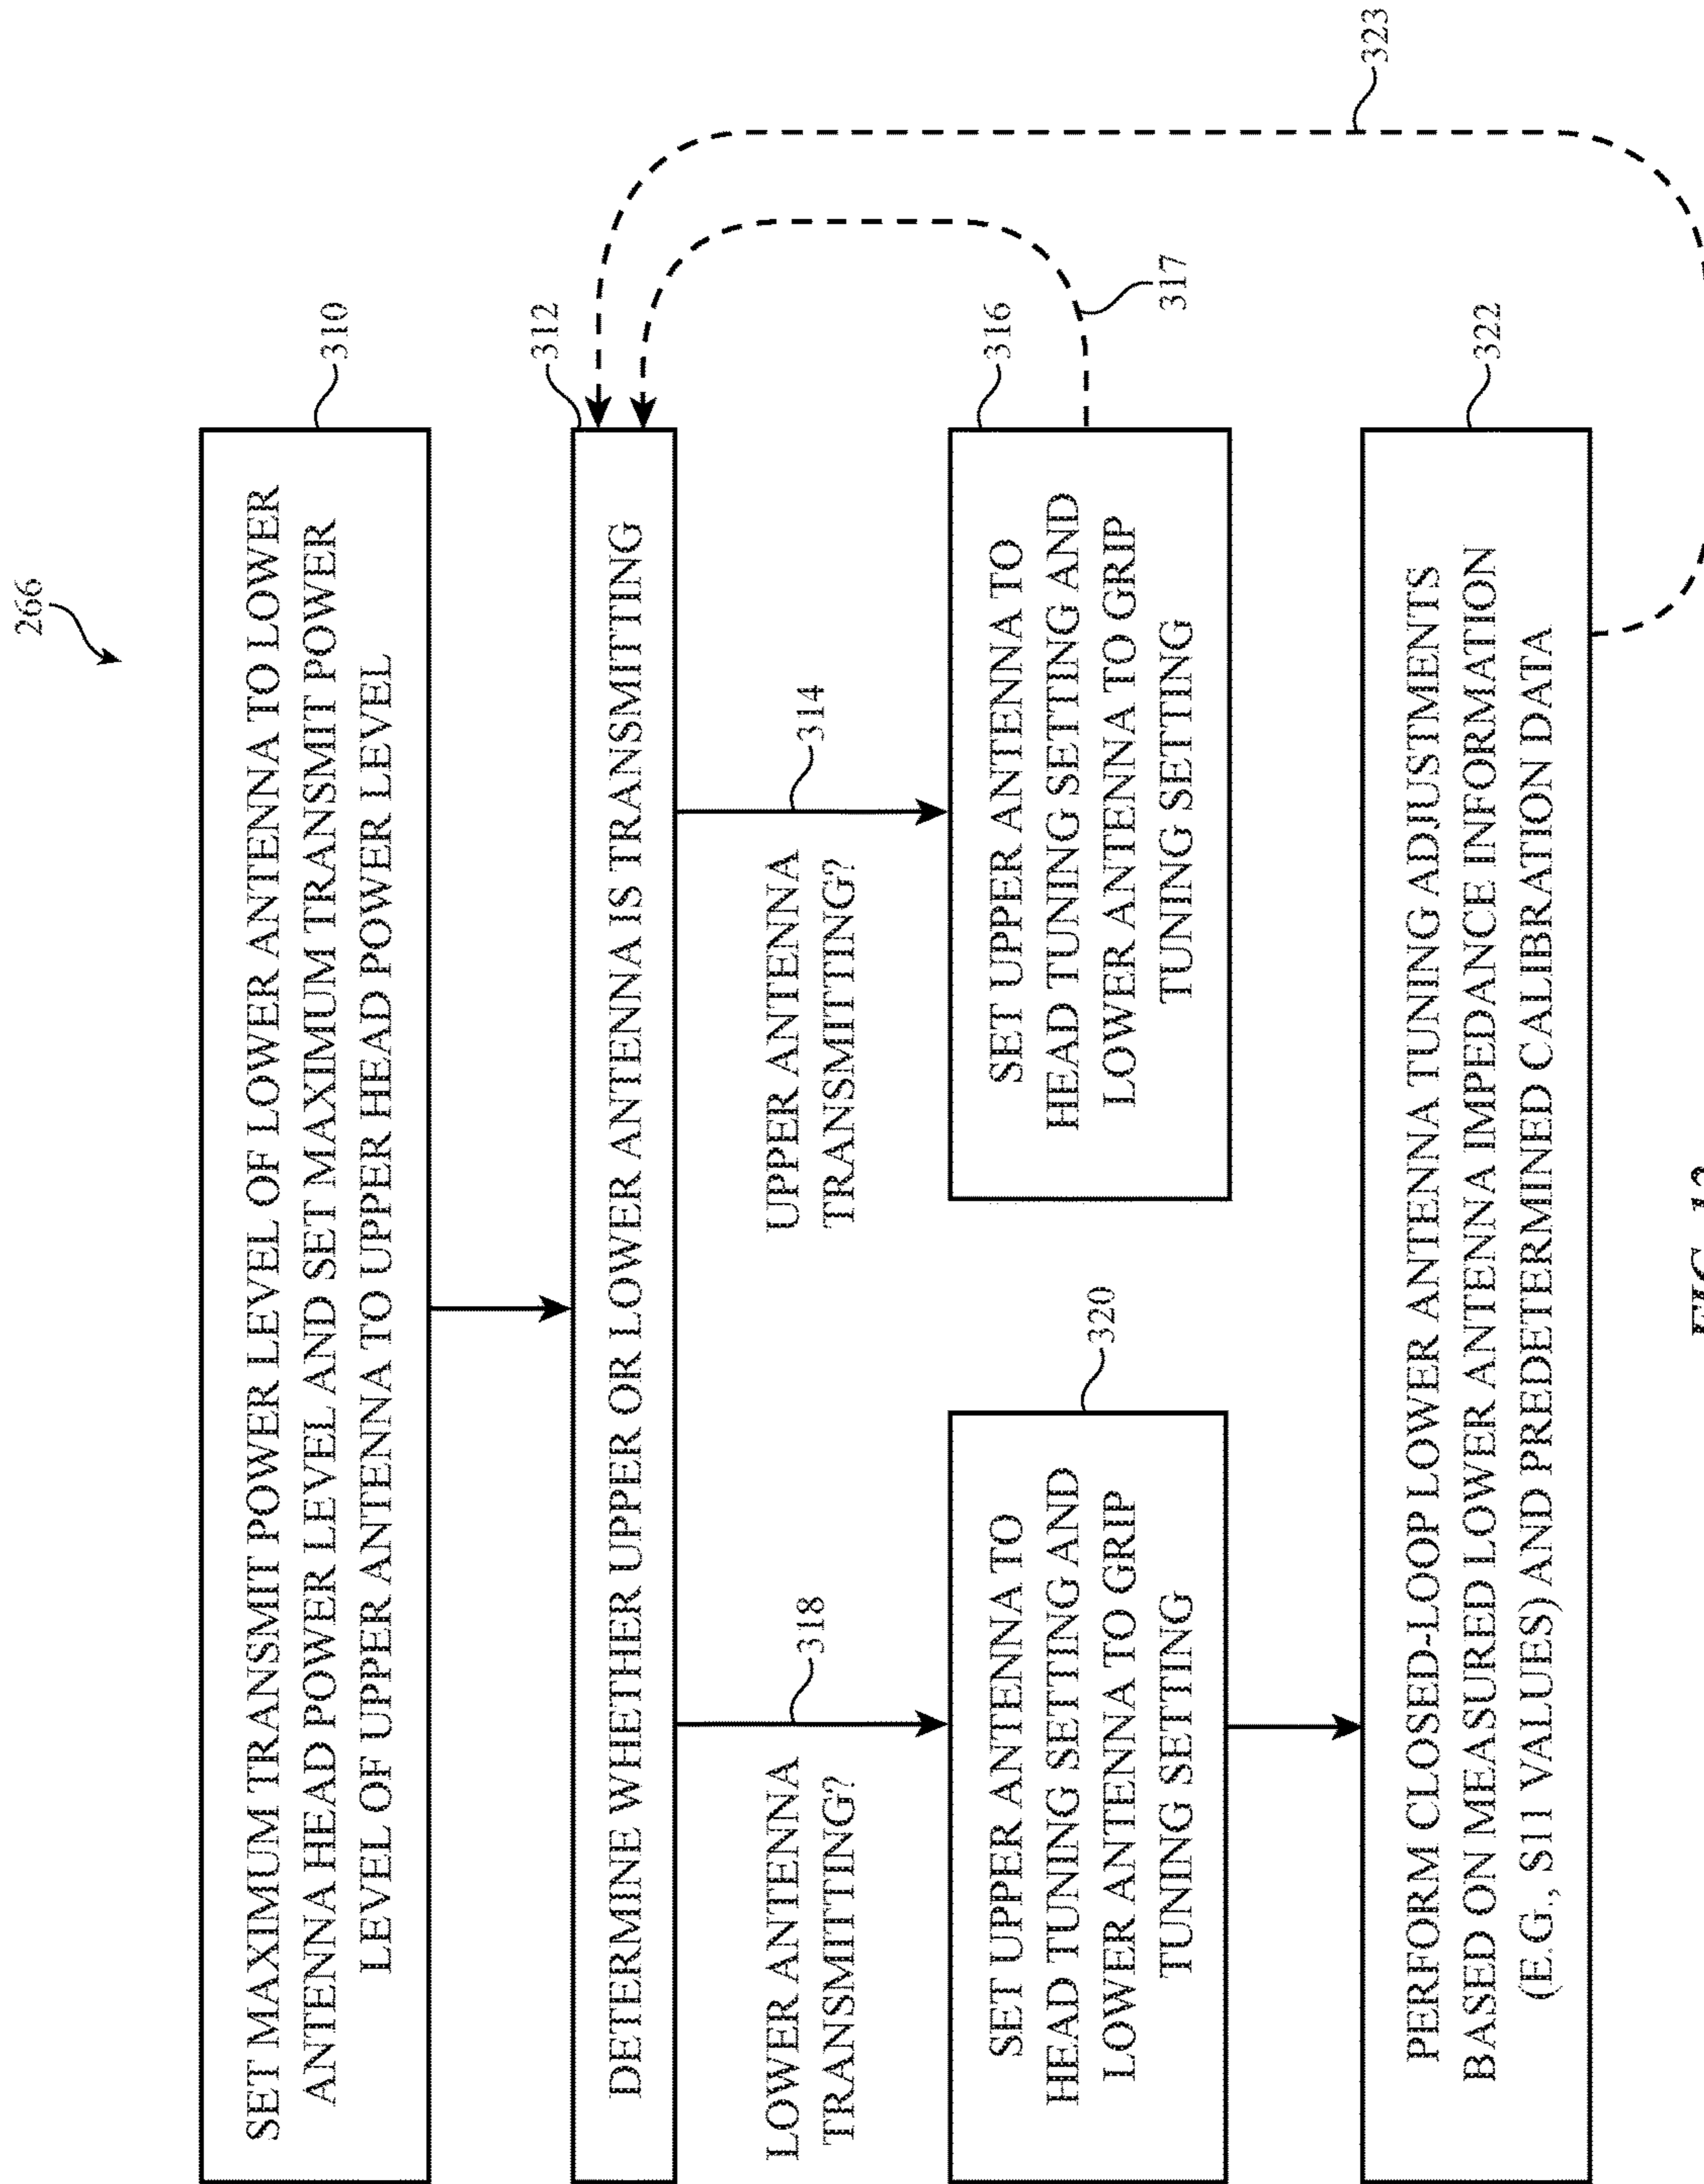 266
SET MAXIMUM TRANSMIT POWER LEVEL OF LOWER ANTENNA TO LOWER
ANTENNA HEAD POWER LEVEL AND SET MAXIMUM TRANSMIT POWER
LEVEL OF UPPER ANTENNA TO UPPER HEAD POWER LEVEL
310
DETERMINE WHETHER UPPER OR LOWER ANTENNA IS TRANSMITTING
312
LOWER ANTENNA
TRANSMITTING?
318
UPPER ANTENNA
TRANSMITTING?
314
SET UPPER ANTENNA TO
HEAD TUNING SETTING AND
LOWER ANTENNA TO GRIP
TUNING SETTING
320
SET UPPER ANTENNA TO
HEAD TUNING SETTING AND
LOWER ANTENNA TO GRIP
TUNING SETTING
316
317
PERFORM CLOSED-LOOP LOWER ANTENNA TUNING ADJUSTMENTS
BASED ON MEASURED LOWER ANTENNA IMPEDANCE INFORMATION
(E.G., S11 VALUES) AND PREDETERMINED CALIBRATION DATA
322
323